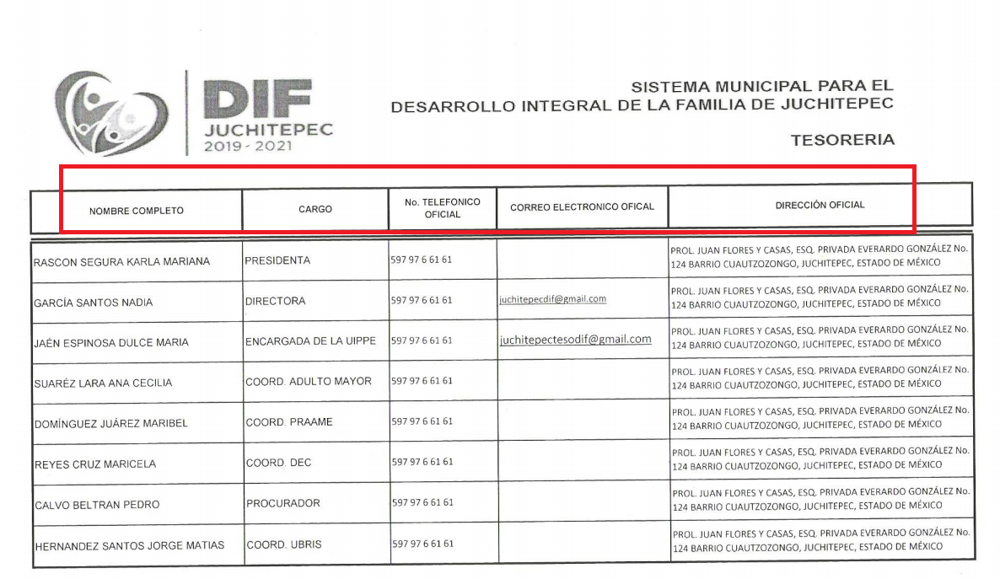 DIF
JUCHITEPEC
2019 - 2021
SISTEMA MUNICIPAL PARA EL
DESARROLLO INTEGRAL DE LA FAMILIA DE JUCHITEPEC
TESORERIA
NOMBRE COMPLETO
CARGO
No. TELEFONICO
OFICIAL
CORREO ELECTRONICO OFICAL
DIRECCIÓN OFICIAL
RASCON SEGURA KARLA MARIANA
PRESIDENTA
597 97 6 61 61
PROL. JUAN FLORES Y CASAS, ESQ. PRIVADA EVERARDO GONZÁLEZ No.
124 BARRIO CUAUTZOZONGO, JUCHITEPEC, ESTADO DE MÉXICO
GARCÍA SANTOS NADIA
DIRECTORA
597 97 6 61 61
juchitepecdif@gmail.com
PROL. JUAN FLORES Y CASAS, ESQ. PRIVADA EVERARDO GONZÁLEZ No.
124 BARRIO CUAUTZOZONGO, JUCHITEPEC, ESTADO DE MÉXICO
JAÉN ESPINOSA DULCE MARIA
ENCARGADA DE LA UIPPE
597 97 6 61 61
juchitepectesodif@gmail.com
PROL. JUAN FLORES Y CASAS, ESQ. PRIVADA EVERARDO GONZÁLEZ No.
124 BARRIO CUAUTZOZONGO, JUCHITEPEC, ESTADO DE MÉXICO
SUARÉZ LARA ANA CECILIA
COORD. ADULTO MAYOR
597 97 6 61 61
PROL. JUAN FLORES Y CASAS, ESQ. PRIVADA EVERARDO GONZÁLEZ No.
124 BARRIO CUAUTZOZONGO, JUCHITEPEC, ESTADO DE MÉXICO
DOMÍNGUEZ JUÁREZ MARIBEL
COORD. PRAAME
597 97 6 61 61
PROL. JUAN FLORES Y CASAS, ESQ. PRIVADA EVERARDO GONZÁLEZ No.
124 BARRIO CUAUTZOZONGO, JUCHITEPEC, ESTADO DE MÉXICO
REYES CRUZ MARICELA
COORD. DEC
597 97 6 61 61
PROL. JUAN FLORES Y CASAS, ESQ. PRIVADA EVERARDO GONZÁLEZ No.
124 BARRIO CUAUTZOZONGO, JUCHITEPEC, ESTADO DE MÉXICO
CALVO BELTRAN PEDRO
PROCURADOR
597 97 6 61 61
PROL. JUAN FLORES Y CASAS, ESQ. PRIVADA EVERARDO GONZÁLEZ No.
124 BARRIO CUAUTZOZONGO, JUCHITEPEC, ESTADO DE MÉXICO
HERNANDEZ SANTOS JORGE MATIAS
COORD. UBRIS
597 97 6 61 61
PROL. JUAN FLORES Y CASAS, ESQ. PRIVADA EVERARDO GONZÁLEZ No.
124 BARRIO CUAUTZOZONGO, JUCHITEPEC, ESTADO DE MÉXICO